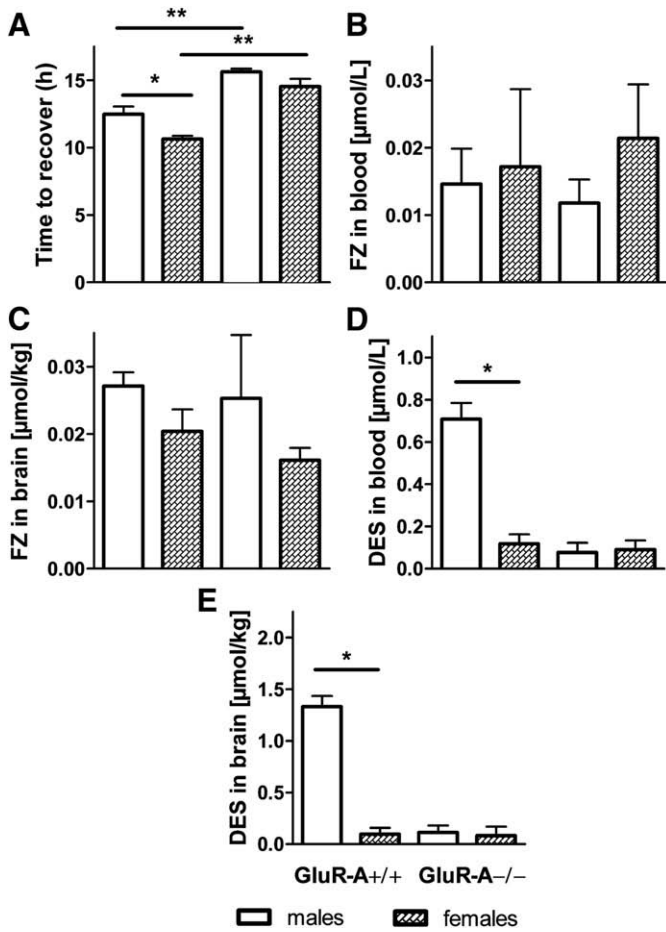 A
Time to recover (h)
15
10
5
0
*
**
**
B
FZ in blood [µmol/L]
0.03
0.02
0.01
0.00
C
FZ in brain [µmol/kg]
0.03
0.02
0.01
0.00
D
DES in blood [µmol/L]
1.0
0.8
0.6
0.4
0.2
0.0
*
E
DES in brain [µmol/kg]
2.0
1.5
1.0
0.5
0.0
*
GluR-A+/+ GluR-A−/−
males females